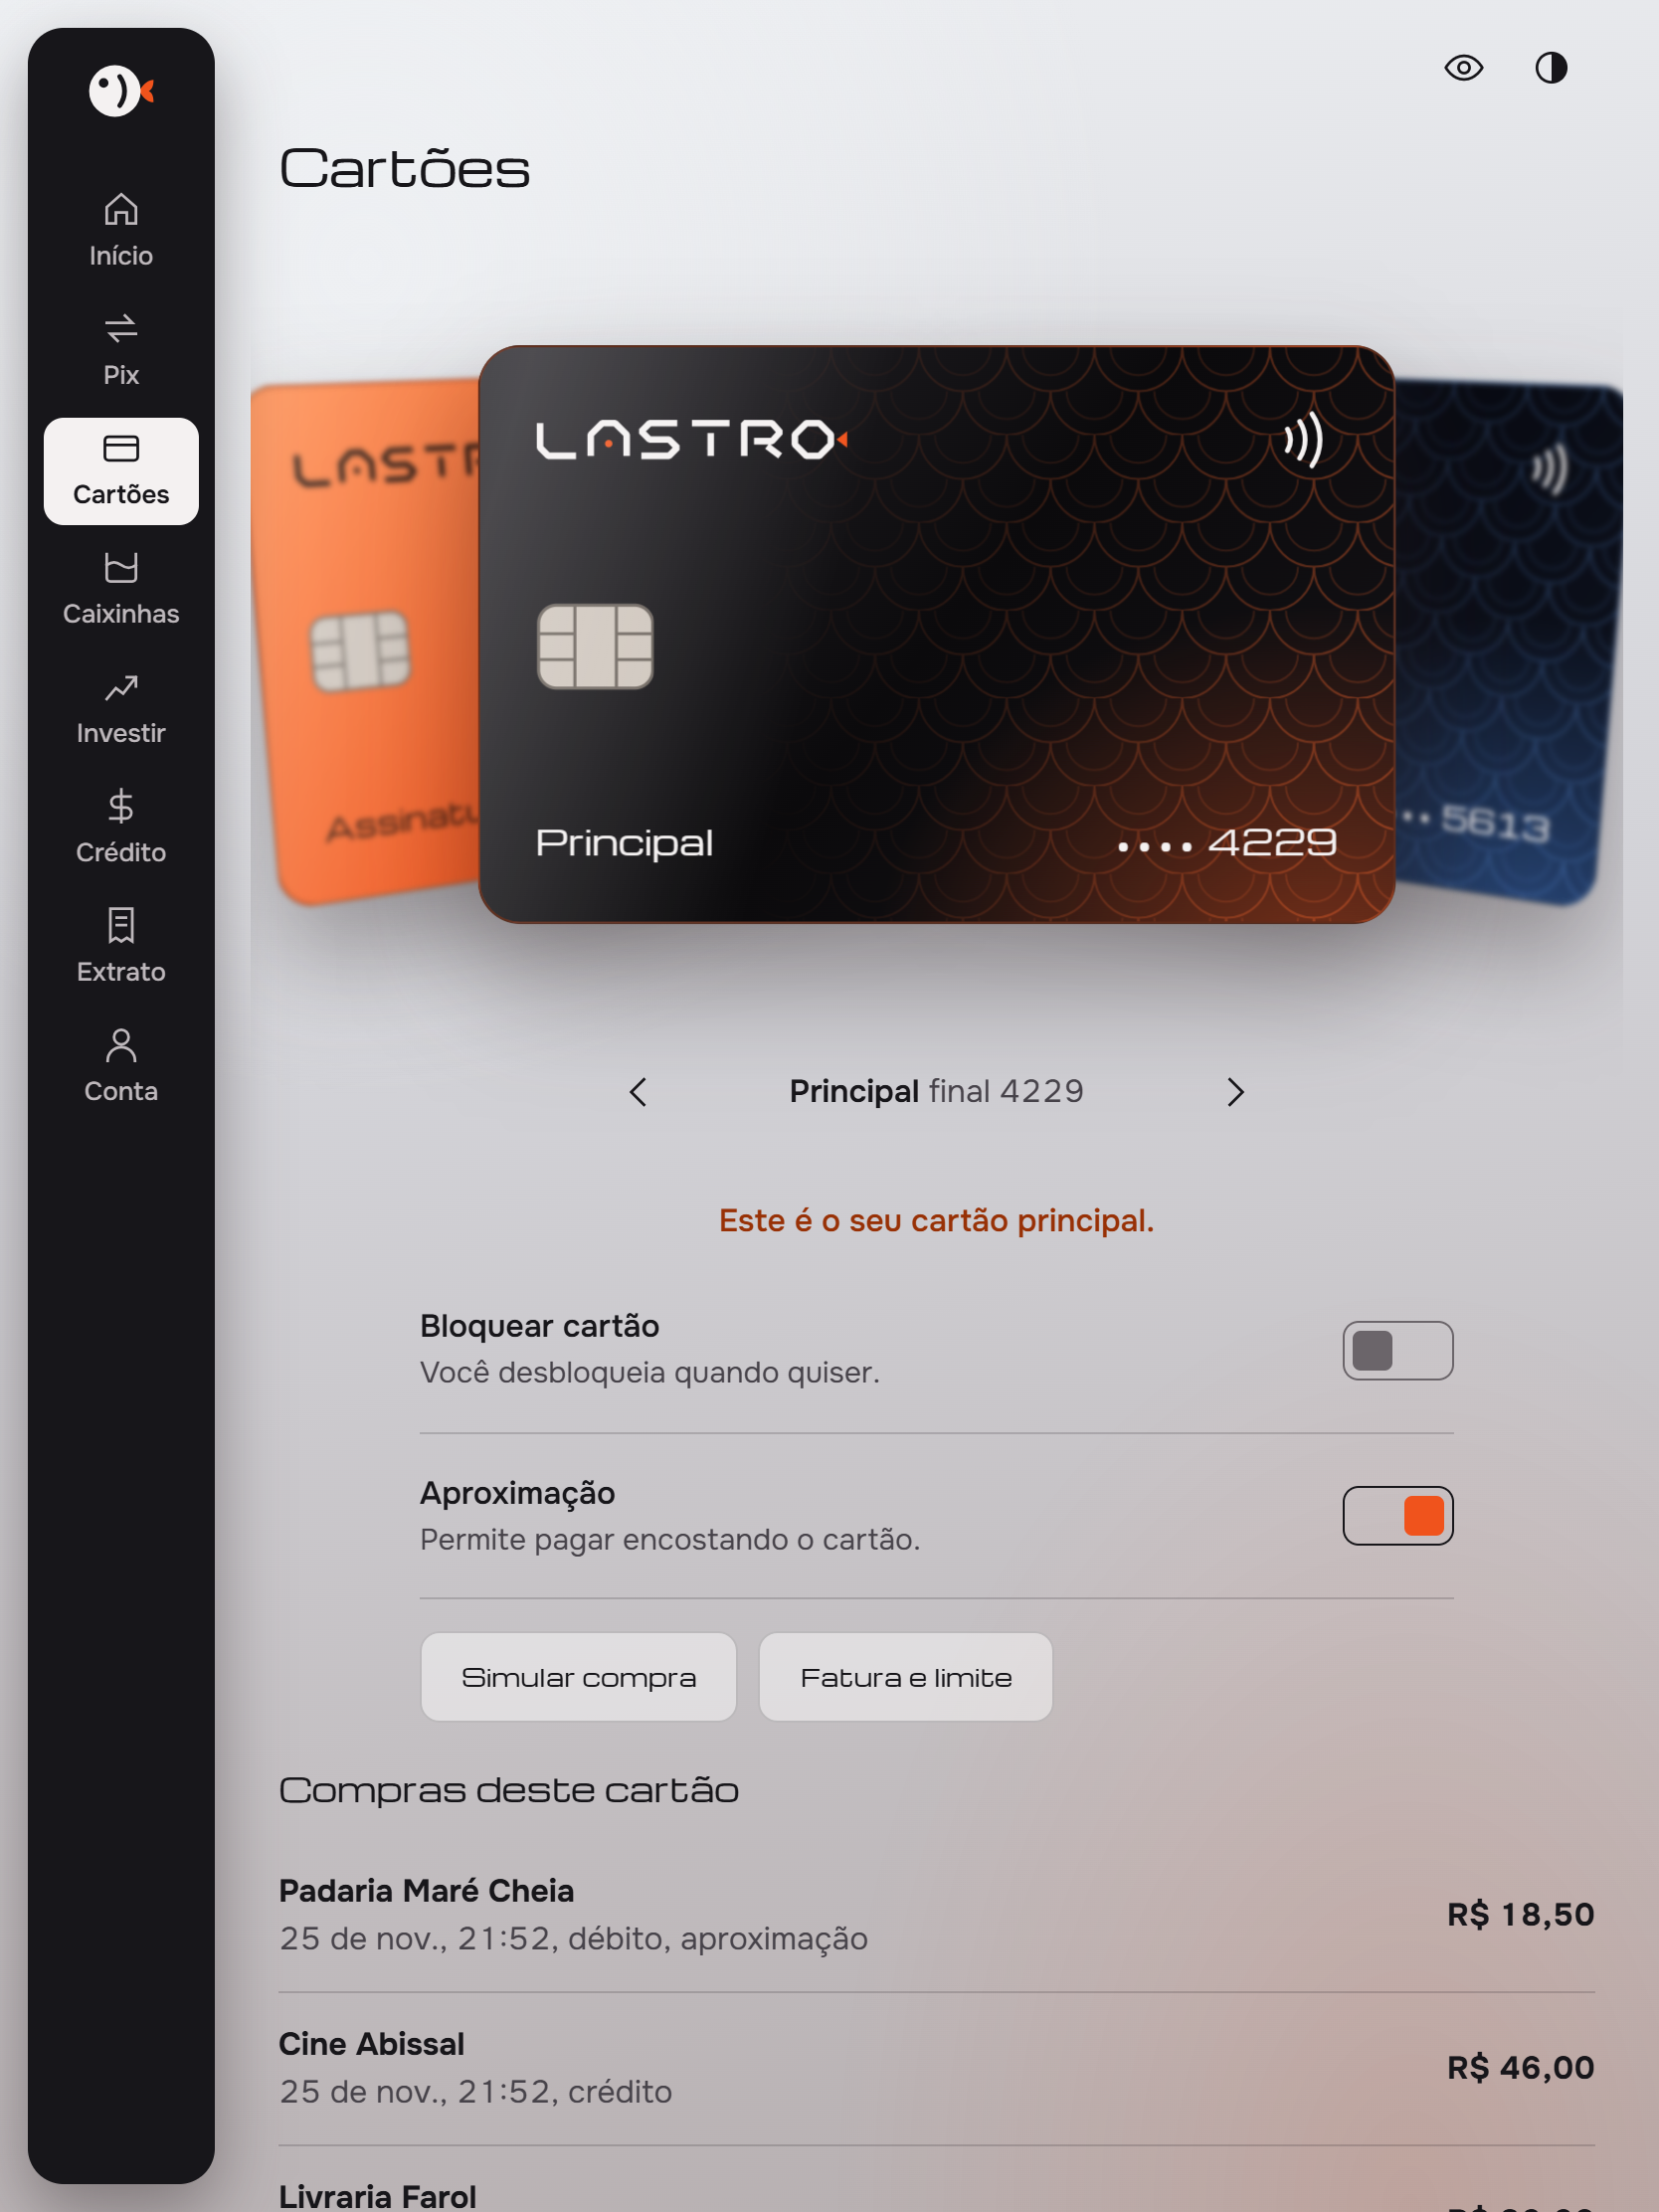 Início
Pix
Cartões
Caixinhas
Investir
Crédito
Extrato
Conta
Cartões
LASTR
Assinatu
LASTRO
Principal
•••• 4229
•• 5613
Principal final 4229
Este é o seu cartão principal.
Bloquear cartão
Você desbloqueia quando quiser.
Aproximação
Permite pagar encostando o cartão.
Simular compra
Fatura e limite
Compras deste cartão
Padaria Maré Cheia
25 de nov., 21:52, débito, aproximação
R$ 18,50
Cine Abissal
25 de nov., 21:52, crédito
R$ 46,00
Livraria Farol